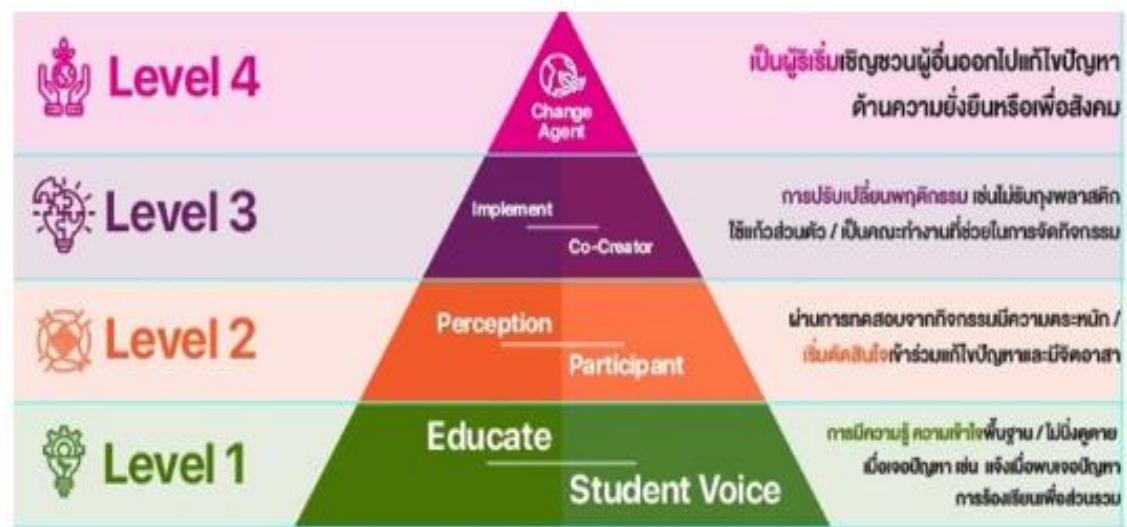 Level 4
Change
Agent
เป็นผู้ริเริ่มเชิญชวนผู้อื่นออกไปแก้ไขปัญหา
ด้านความยั่งยืนหรือเพื่อสังคม
Level 3
Implement
Co-Creator
การปรับเปลี่ยนพฤติกรรม เช่นไม่รับถุงพลาสติก
ใช้แก้วส่วนตัว / เป็นคณะทำงานที่ช่วยในการจัดกิจกรรม
Level 2
Perception
Participant
ผ่านการทดสอบจากกิจกรรมมีความตระหนัก /
เริ่มตัดสินใจเข้าร่วมแก้ไขปัญหาและมีจิตอาสา
Level 1
Educate
Student Voice
การมีความรู้ ความเข้าใจพื้นฐาน / ไม่นิ่งดูดาย
เมื่อเจอปัญหา เช่น แจ้งเมื่อพบเจอปัญหา
การร้องเรียนเพื่อส่วนรวม